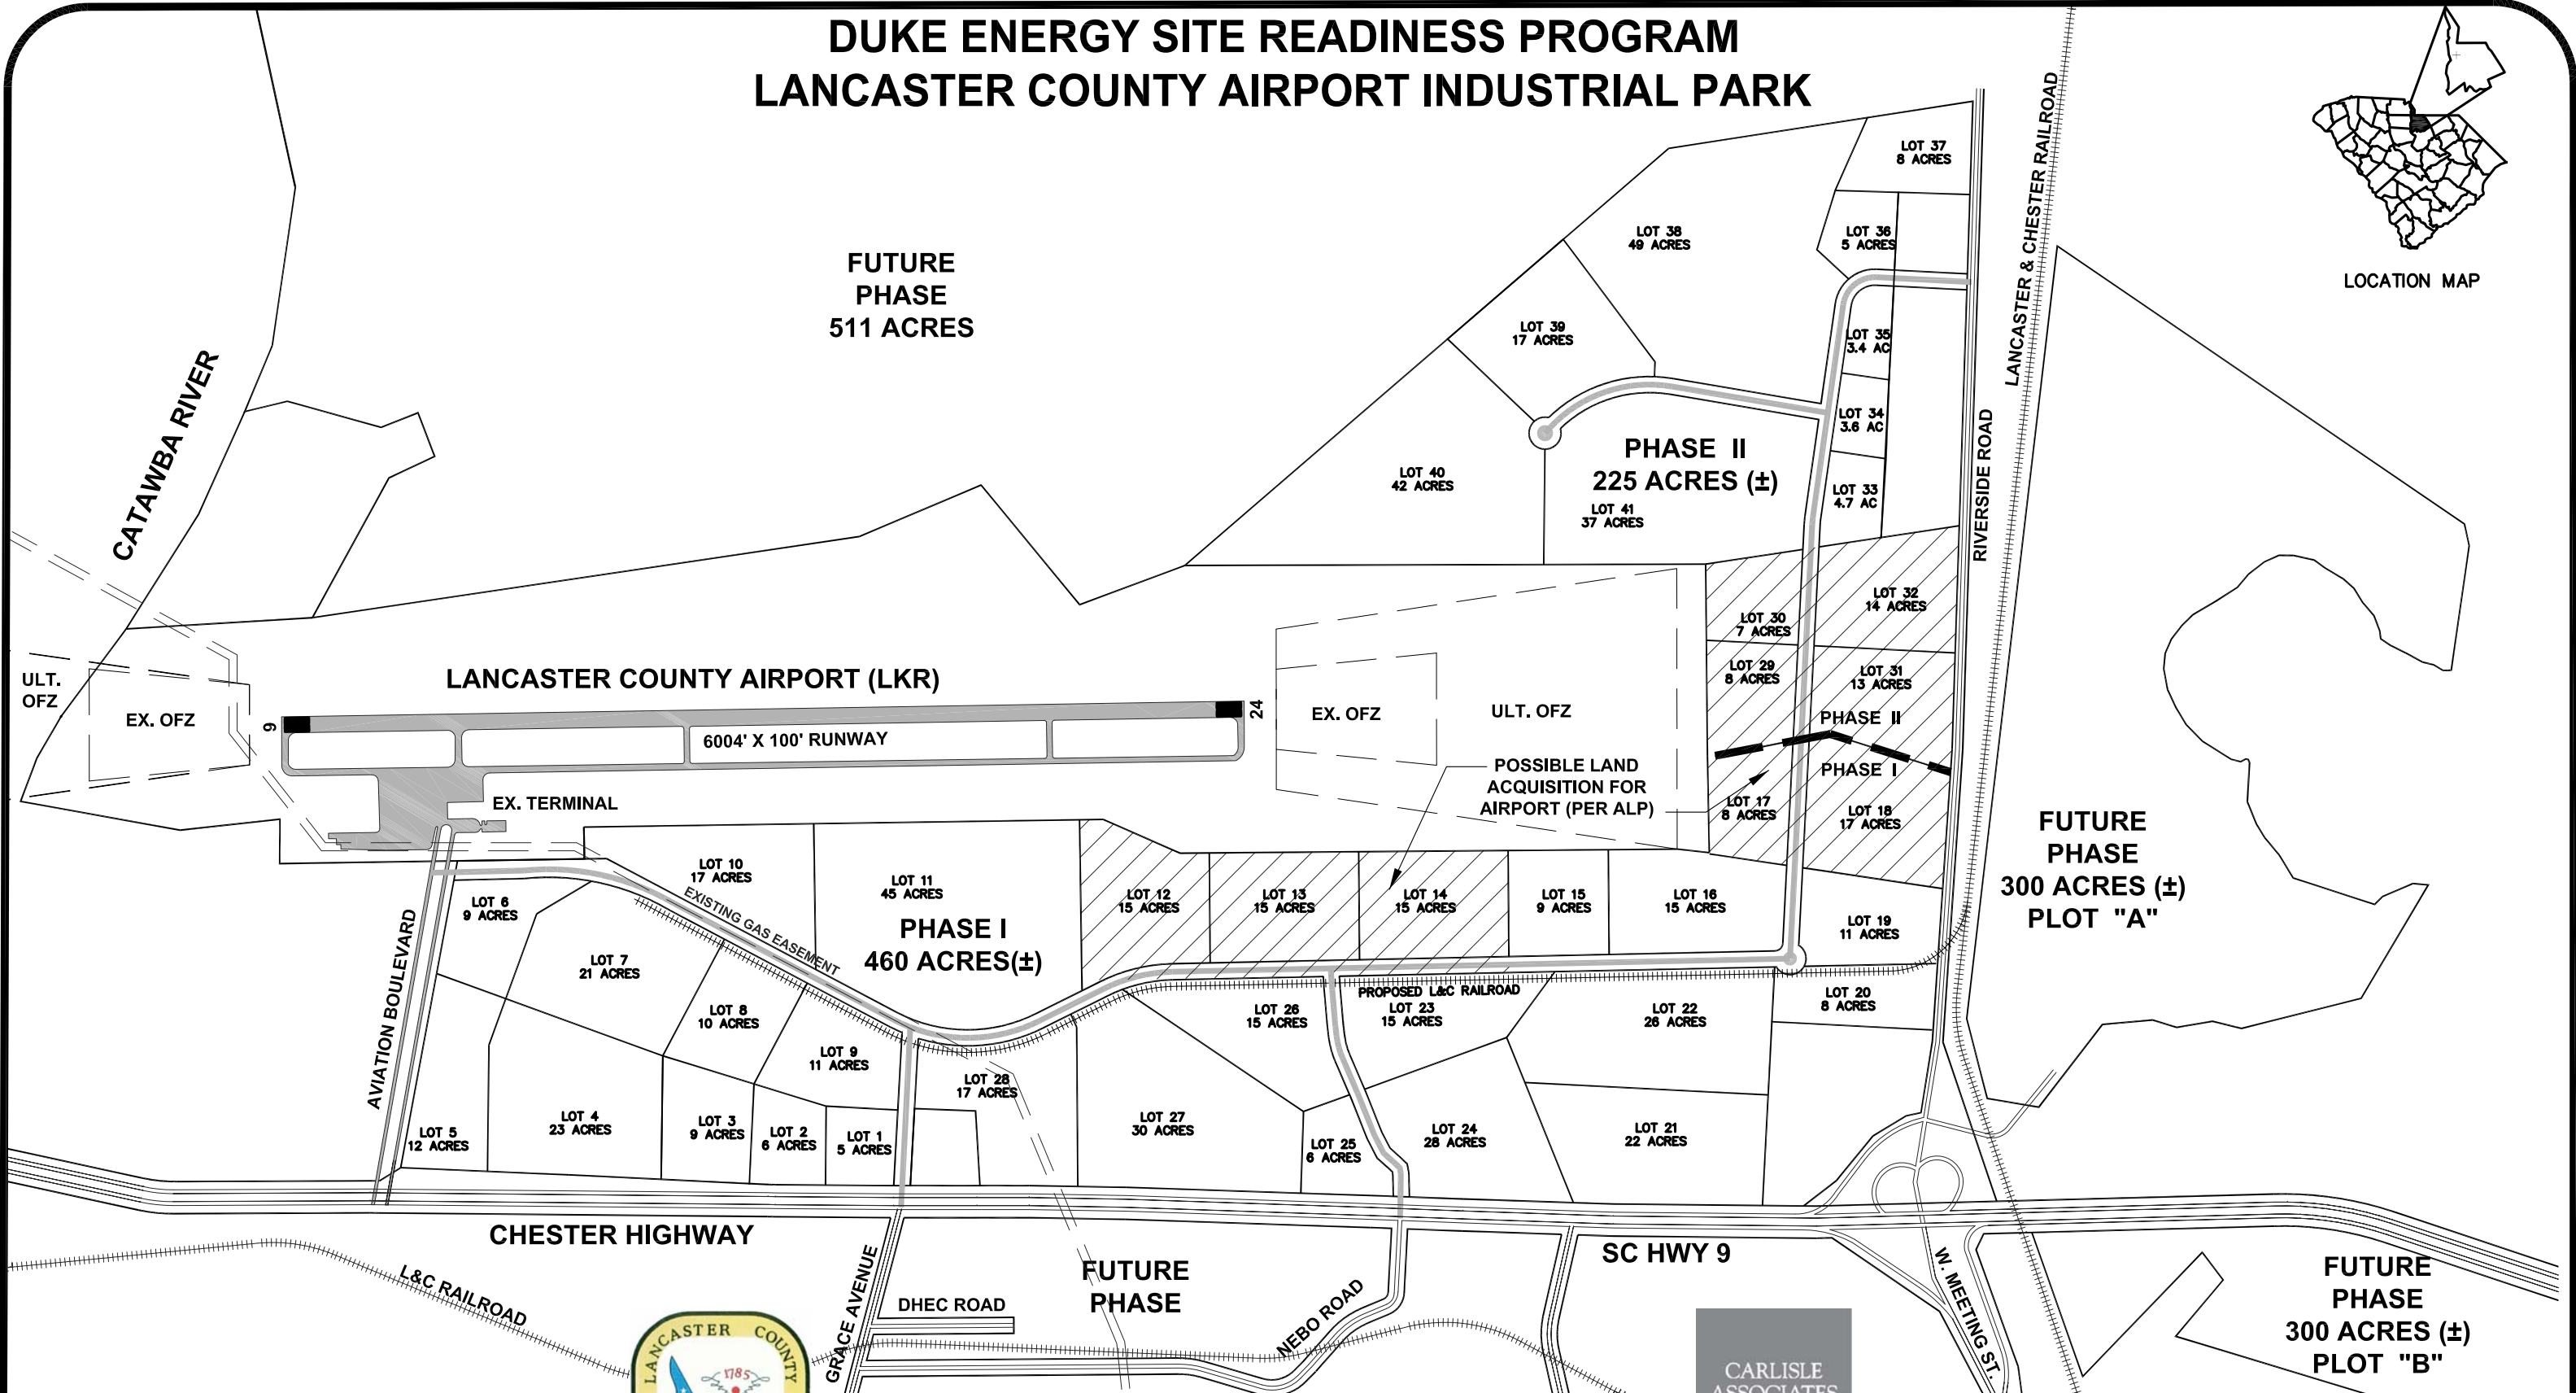 DUKE ENERGY SITE READINESS PROGRAM
LANCASTER COUNTY AIRPORT INDUSTRIAL PARK
LOCATION MAP
LANCASTER & CHESTER RAILROAD
RIVERSIDE ROAD
CATAWBA RIVER
FUTURE
PHASE
511 ACRES
LOT 37
8 ACRES
LOT 36
5 ACRES
LOT 38
49 ACRES
LOT 39
17 ACRES
LOT 35
3.4 AC
LOT 34
3.6 AC
LOT 33
4.7 AC
LOT 40
42 ACRES
PHASE II
225 ACRES (±)
LOT 41
37 ACRES
LOT 32
14 ACRES
LOT 30
7 ACRES
LOT 29
8 ACRES
LOT 31
13 ACRES
PHASE II
PHASE I
LOT 17
8 ACRES
LOT 18
17 ACRES
ULT.
OFZ
EX. OFZ
LANCASTER COUNTY AIRPORT (LKR)
9
24
6004' X 100' RUNWAY
EX. TERMINAL
EX. OFZ
ULT. OFZ
POSSIBLE LAND
ACQUISITION FOR
AIRPORT (PER ALP)
FUTURE
PHASE
300 ACRES (±)
PLOT "A"
LOT 10
17 ACRES
LOT 11
45 ACRES
PHASE I
460 ACRES(±)
LOT 12
15 ACRES
LOT 13
15 ACRES
LOT 14
15 ACRES
LOT 15
9 ACRES
LOT 16
15 ACRES
LOT 19
11 ACRES
EXISTING GAS EASEMENT
AVIATION BOULEVARD
LOT 6
9 ACRES
LOT 7
21 ACRES
LOT 8
10 ACRES
LOT 9
11 ACRES
LOT 28
17 ACRES
LOT 26
15 ACRES
PROPOSED L&C RAILROAD
LOT 23
15 ACRES
LOT 22
26 ACRES
LOT 20
8 ACRES
LOT 5
12 ACRES
LOT 4
23 ACRES
LOT 3
9 ACRES
LOT 2
6 ACRES
LOT 1
5 ACRES
LOT 27
30 ACRES
LOT 25
6 ACRES
LOT 24
28 ACRES
LOT 21
22 ACRES
CHESTER HIGHWAY
SC HWY 9
L&C RAILROAD
GRACE AVENUE
DHEC ROAD
FUTURE
PHASE
NEBO ROAD
W. MEETING ST.
FUTURE
PHASE
300 ACRES (±)
PLOT "B"
LANCASTER COUNTY
1785
CARLISLE
ASSOCIATES